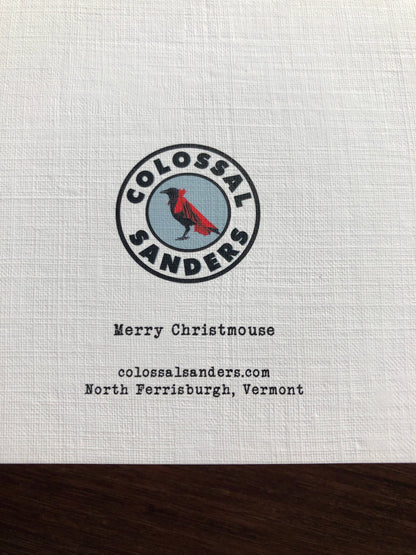 COLOSSAL
SANDERS
Merry Christmouse
colossalsanders.com
North Ferrisburgh, Vermont